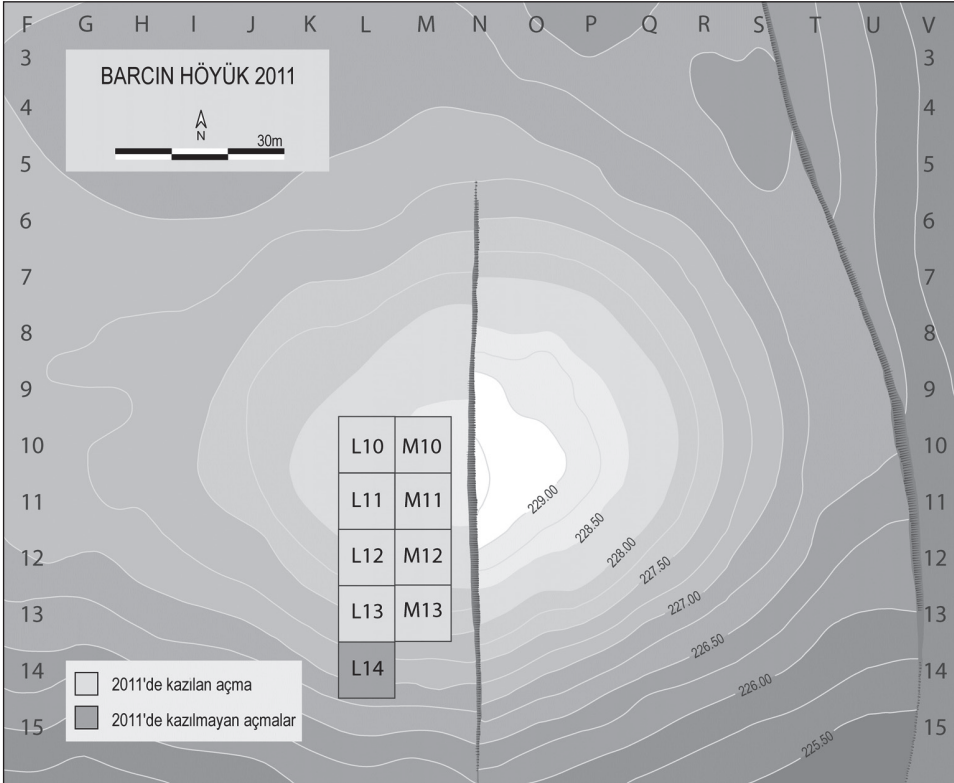 F G H I J K L M N O P Q R S T U V
3 3
BARCIN HÖYÜK 2011
4 4
N
30m
5 5
6 6
7 7
8 8
9 9
10 L10 M10 10
11 L11 M11 229.00 11
228.50
12 L12 M12 228.00 12
227.50
13 L13 M13 227.00 13
226.50
14 L14 14
2011'de kazılan açma 226.00
2011'de kazılmayan açmalar
15 15
225.50